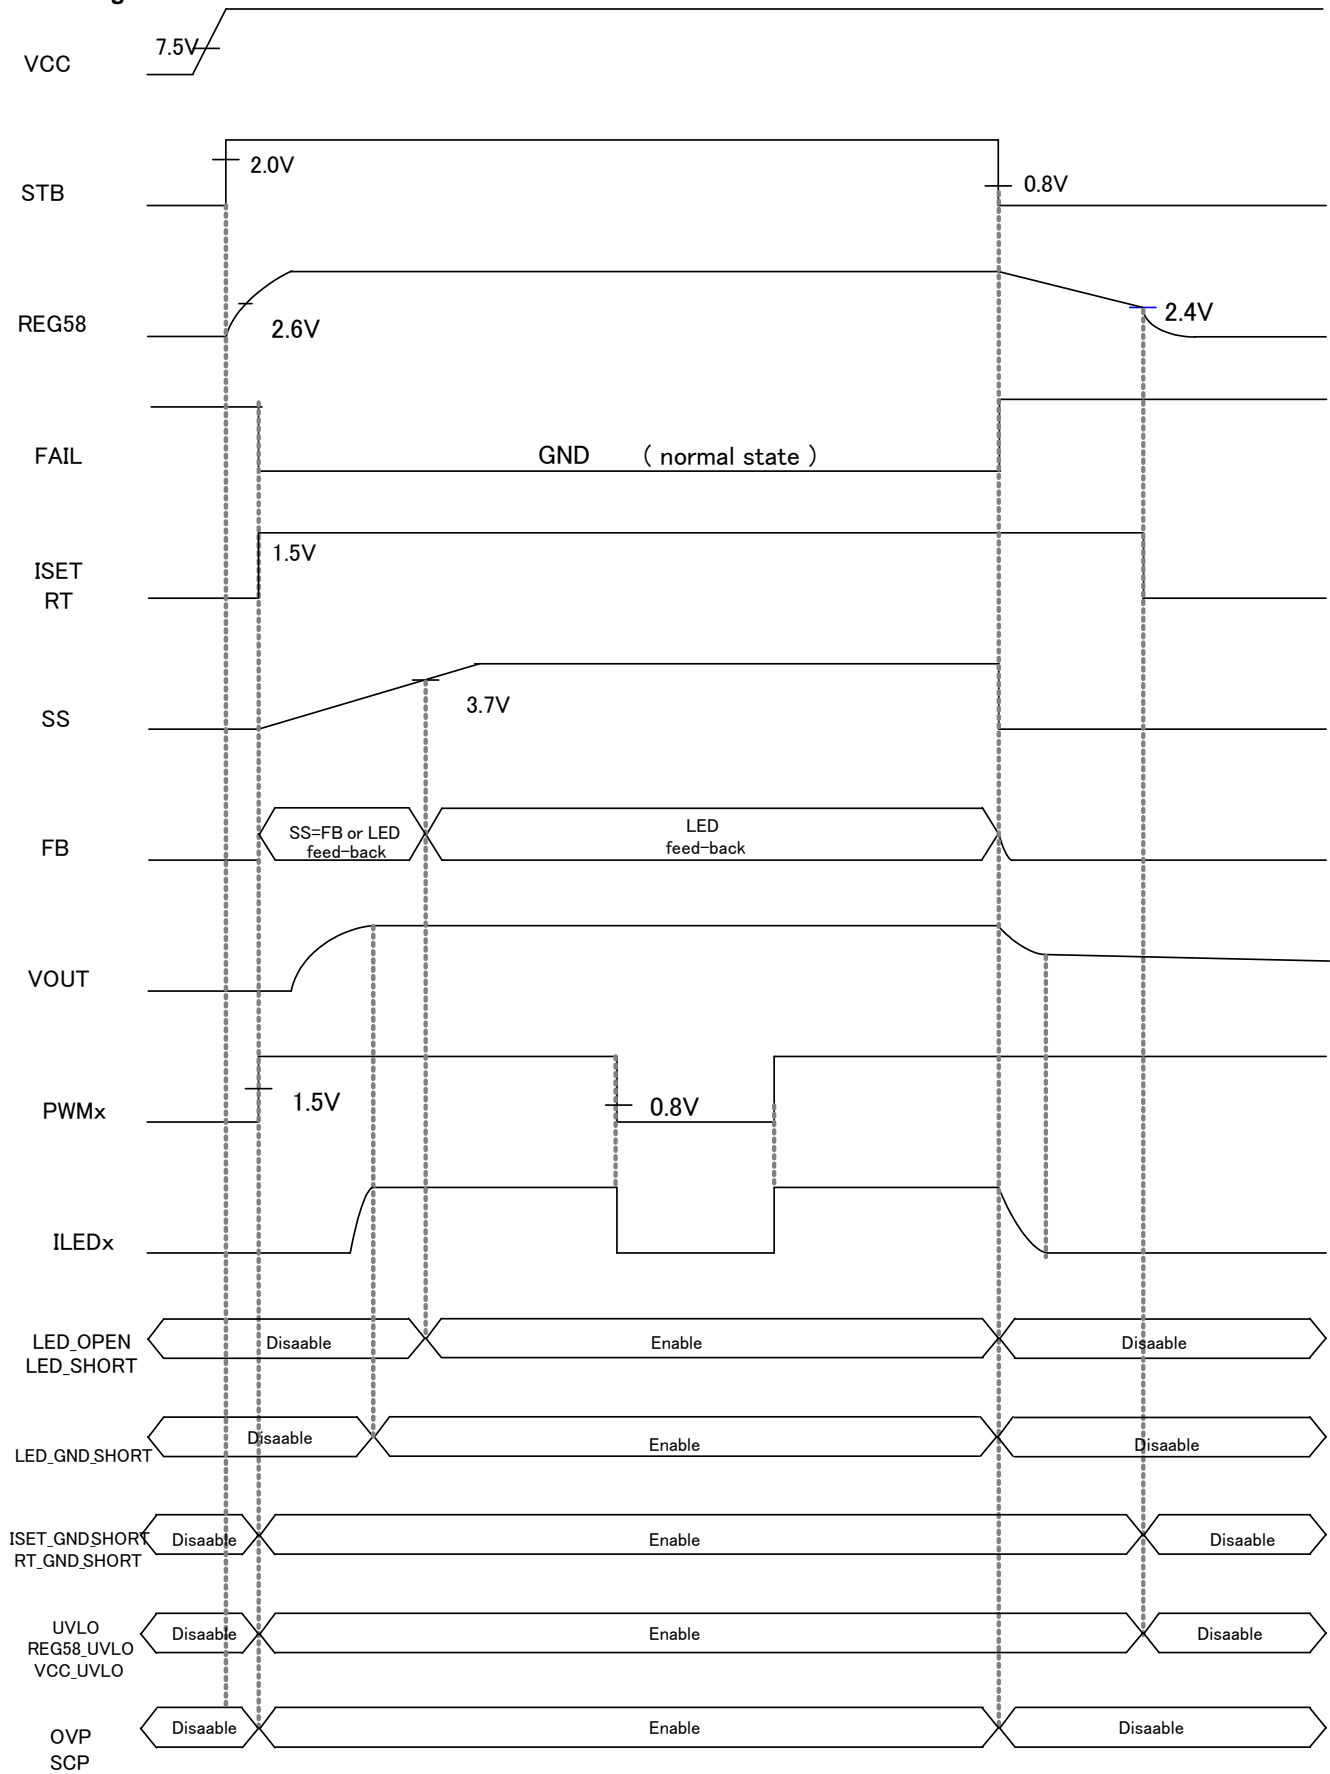 7.5V
VCC
2.0V
STB
0.8V
REG58
2.6V
2.4V
FAIL
GND ( normal state )
1.5V
ISET
RT
SS
3.7V
FB
SS=FB or LED
feed-back
LED
feed-back
VOUT
PWMx
1.5V
0.8V
ILEDx
LED_OPEN
LED_SHORT
Disaable
Enable
Disaable
LED_GND_SHORT
Disaable
Enable
Disaable
ISET_GND_SHORT
RT_GND_SHORT
Disaable
Enable
Disaable
UVLO
REG58_UVLO
VCC_UVLO
Disaable
Enable
Disaable
OVP
SCP
Disaable
Enable
Disaable